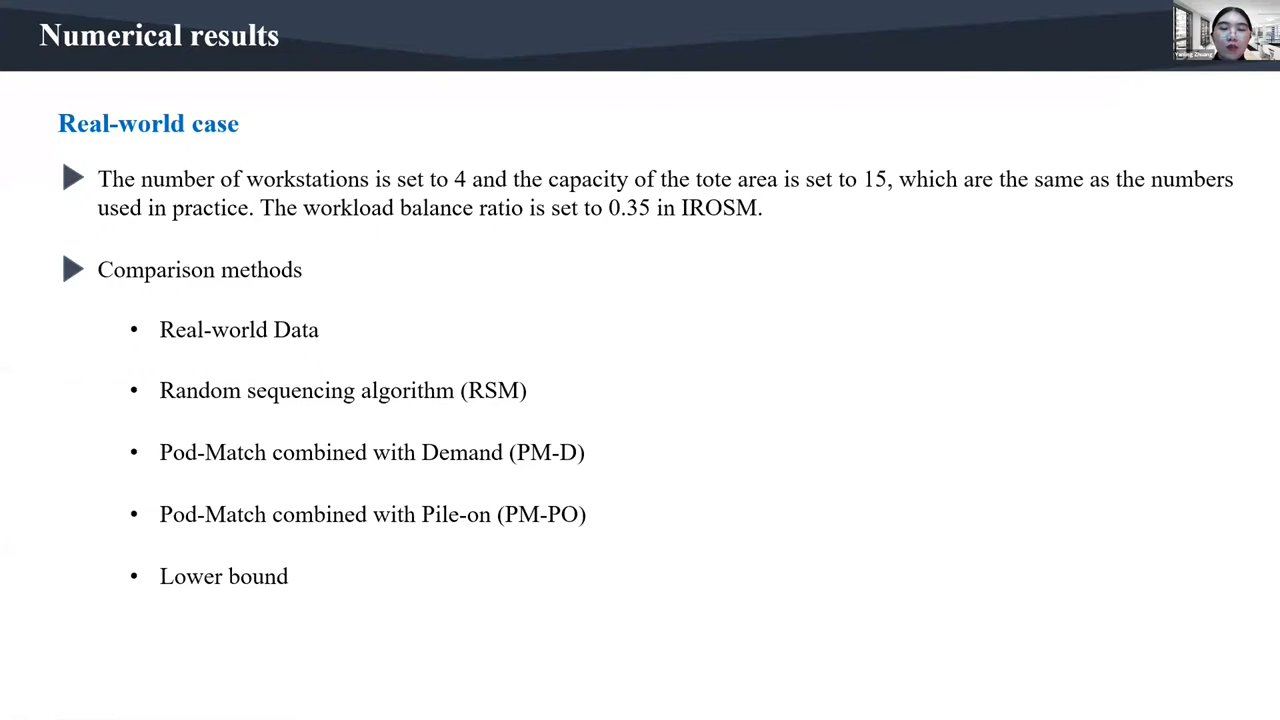 Numerical results
Real-world case
The number of workstations is set to 4 and the capacity of the tote area is set to 15, which are the same as the numbers
used in practice. The workload balance ratio is set to 0.35 in IROSM.
Comparison methods
• Real-world Data
• Random sequencing algorithm (RSM)
• Pod-Match combined with Demand (PM-D)
• Pod-Match combined with Pile-on (PM-PO)
• Lower bound